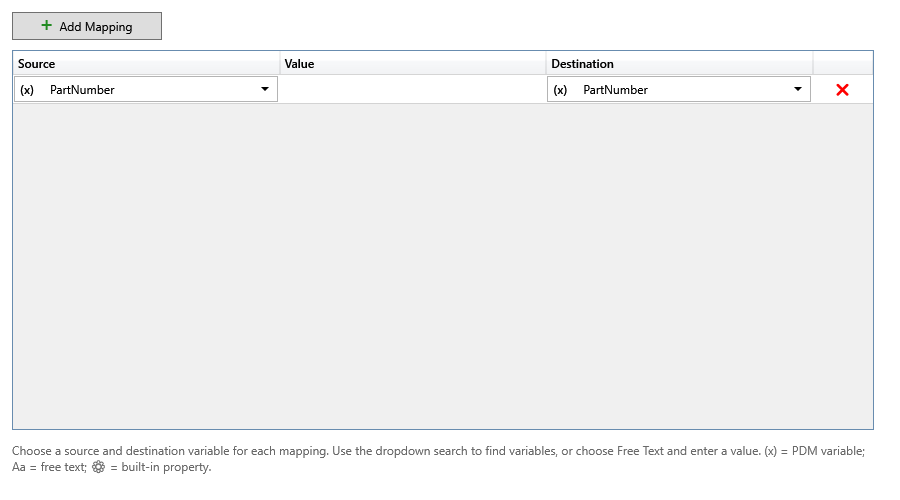 + Add Mapping
Source Value Destination
(x) PartNumber (x) PartNumber
Choose a source and destination variable for each mapping. Use the dropdown search to find variables, or choose Free Text and enter a value. (x) = PDM variable;
Aa = free text; = built-in property.